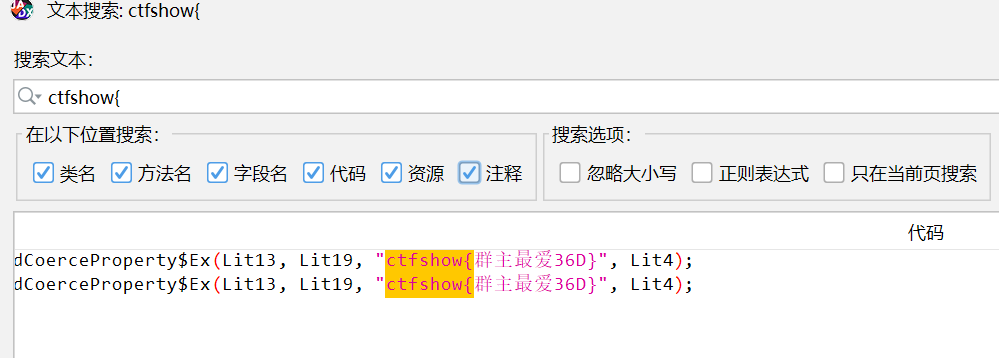 文本搜索: ctfshow{
搜索文本:
ctfshow{
在以下位置搜索: 搜索选项:
类名 方法名 字段名 代码 资源 注释 忽略大小写 正则表达式 只在当前页搜索
代码
dCoerceProperty$Ex(Lit13, Lit19, "ctfshow{群主最爱36D}", Lit4);
dCoerceProperty$Ex(Lit13, Lit19, "ctfshow{群主最爱36D}", Lit4);